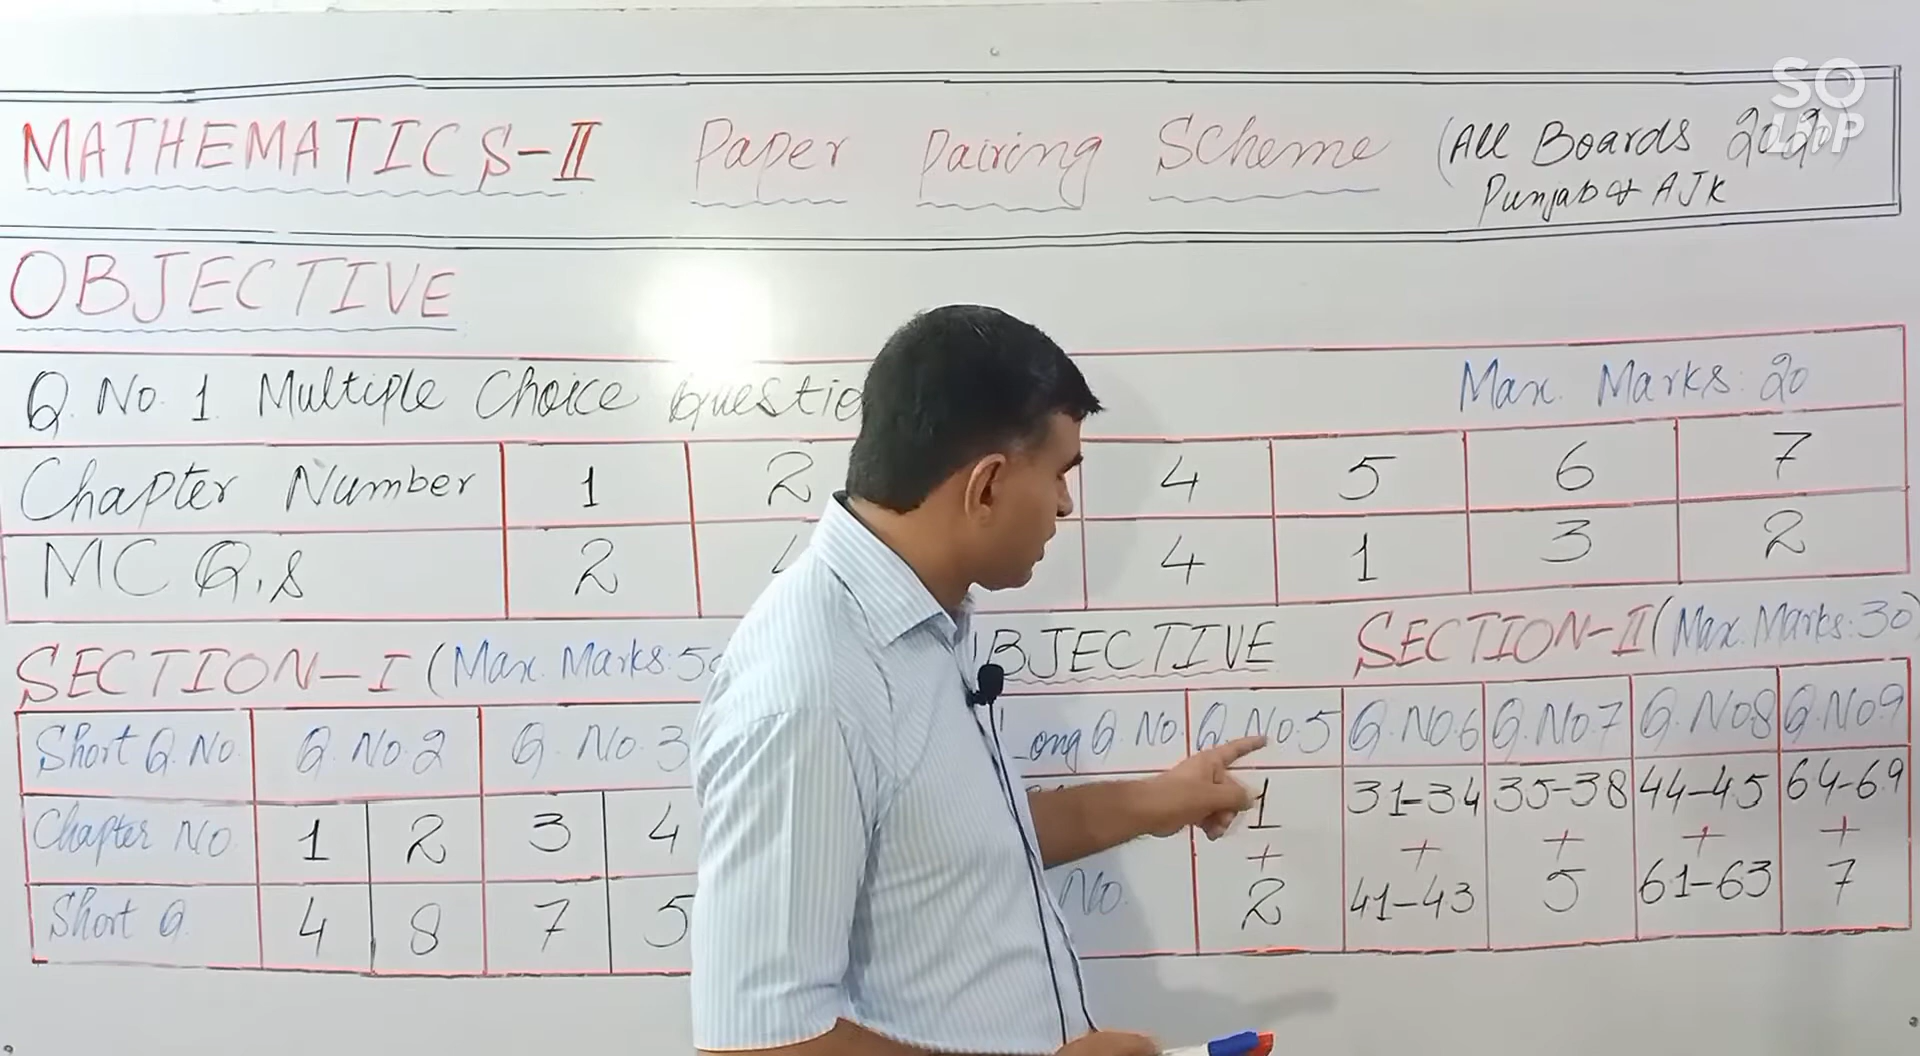 SO
LAP
MATHEMATICS-II Paper Pairing Scheme (All Boards
Punjab & AJK
OBJECTIVE
Q. No. 1. Multiple Choice Max. Marks: 20
Chapter Number 1 2 4 5 6 7
MCQ,s 2 4 1 3 2
SECTION-I (Max. Marks: SECTION-II (Max. Marks: 30)
Short Q. No. Q. No. 2 Q. No. 3 Q. No. Q. No. 5 Q. No. 6 Q. No. 7 Q. No. 8 Q. No. 9
Chapter No. 1 2 3 4 1 31-34 35-38 44-45 64-69
+ + + + +
Short Q. 4 8 7 5 No. 2 41-43 5 61-63 7